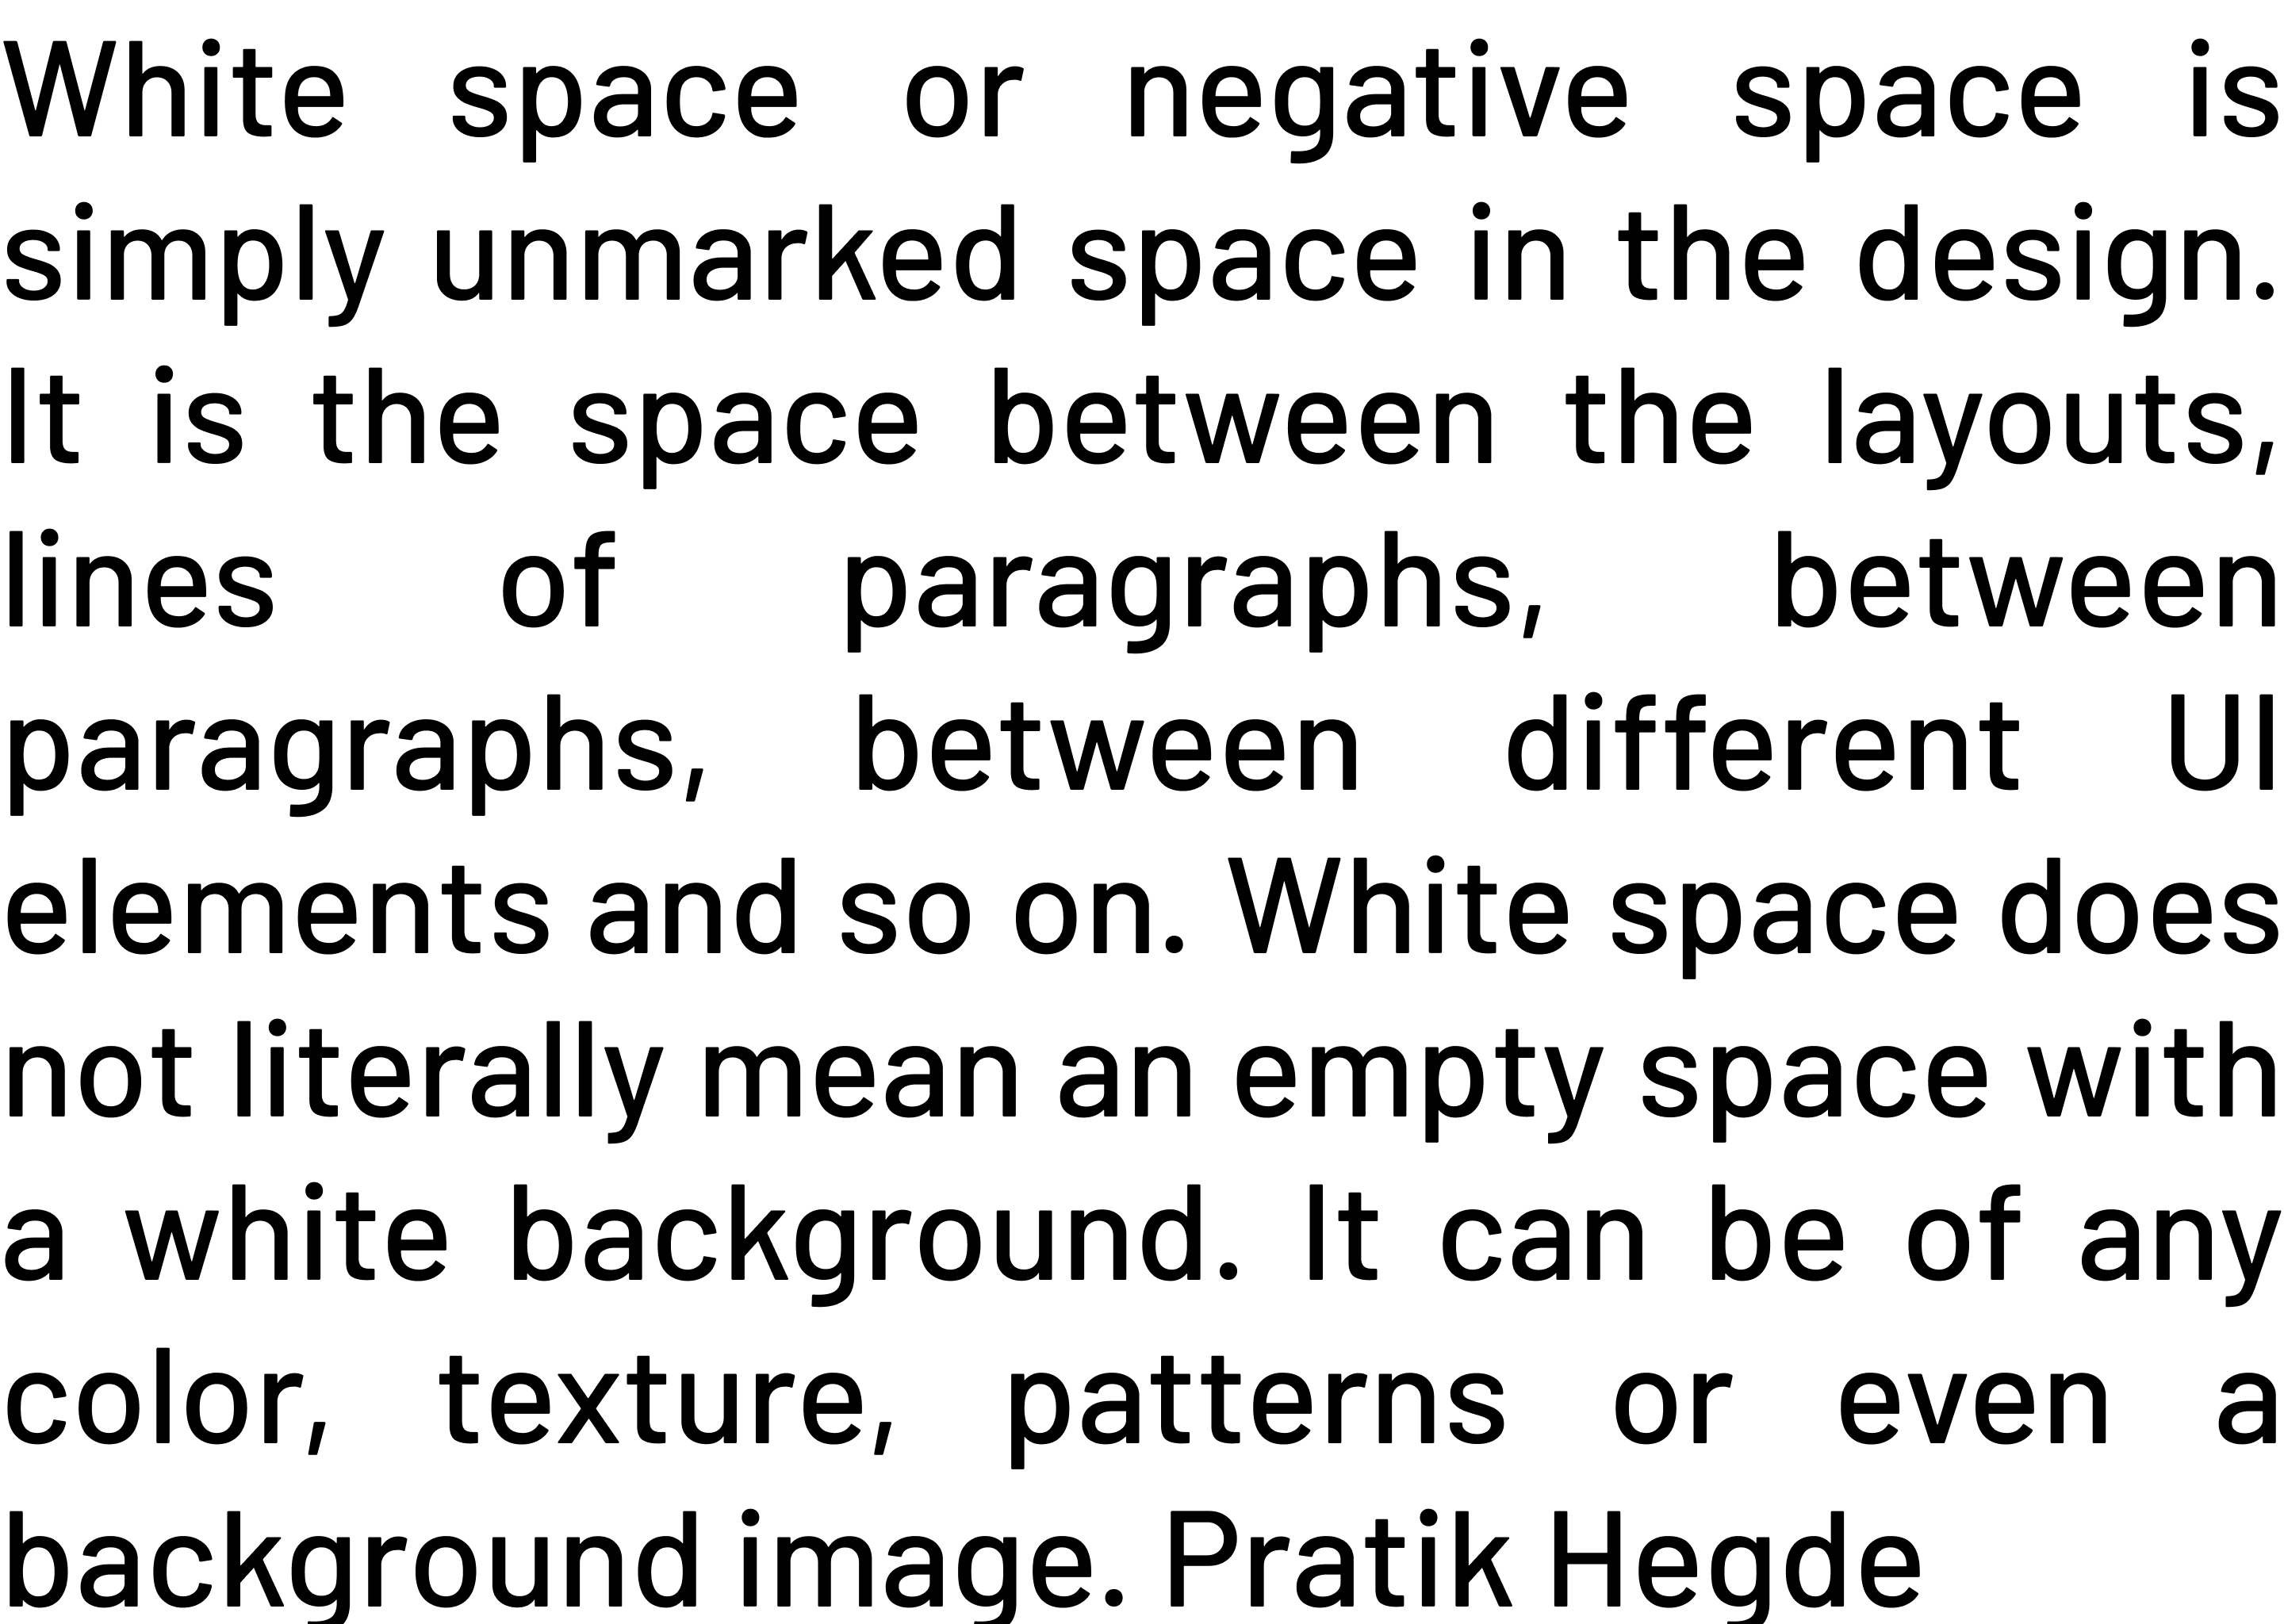 White space or negative space is
simply unmarked space in the design.
It is the space between the layouts,
lines of paragraphs, between
paragraphs, between different UI
elements and so on. White space does
not literally mean an empty space with
a white background. It can be of any
color, texture, patterns or even a
background image. Pratik Hegde